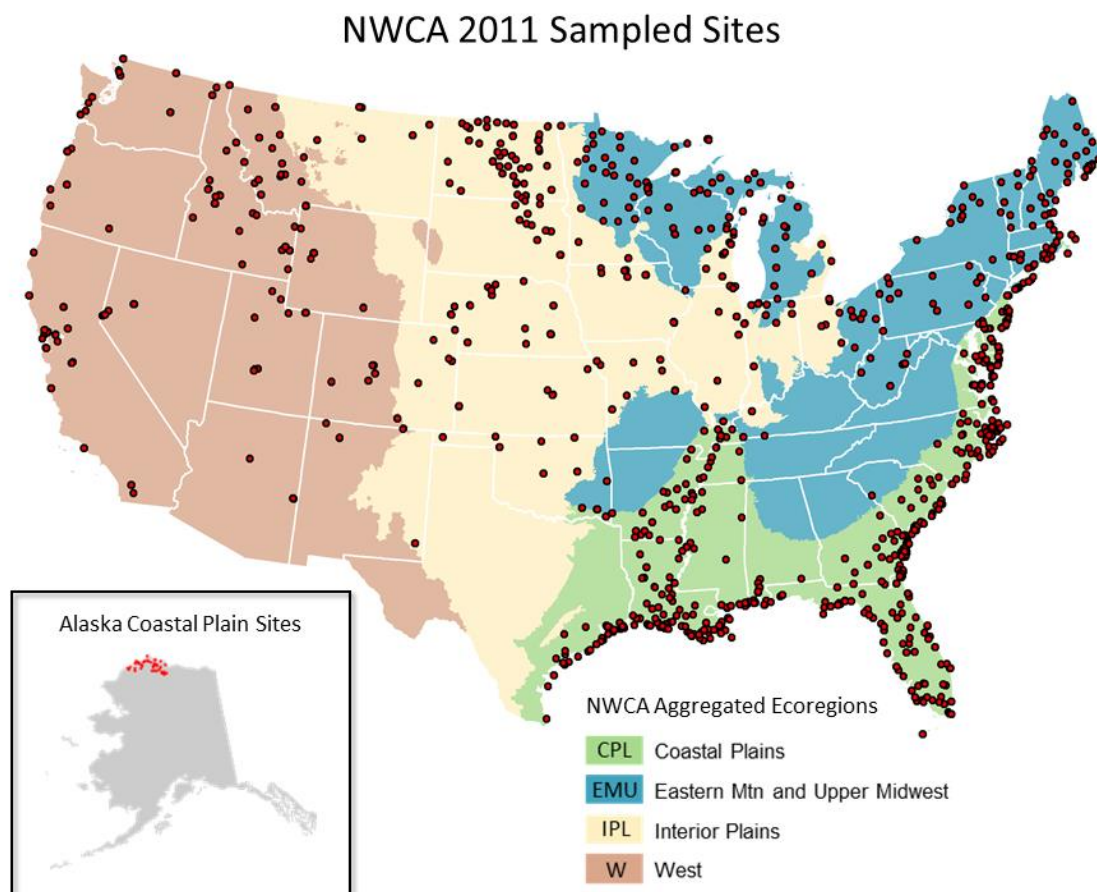 NWCA 2011 Sampled Sites
Alaska Coastal Plain Sites
NWCA Aggregated Ecoregions
CPL Coastal Plains
EMU Eastern Mtn and Upper Midwest
IPL Interior Plains
W West